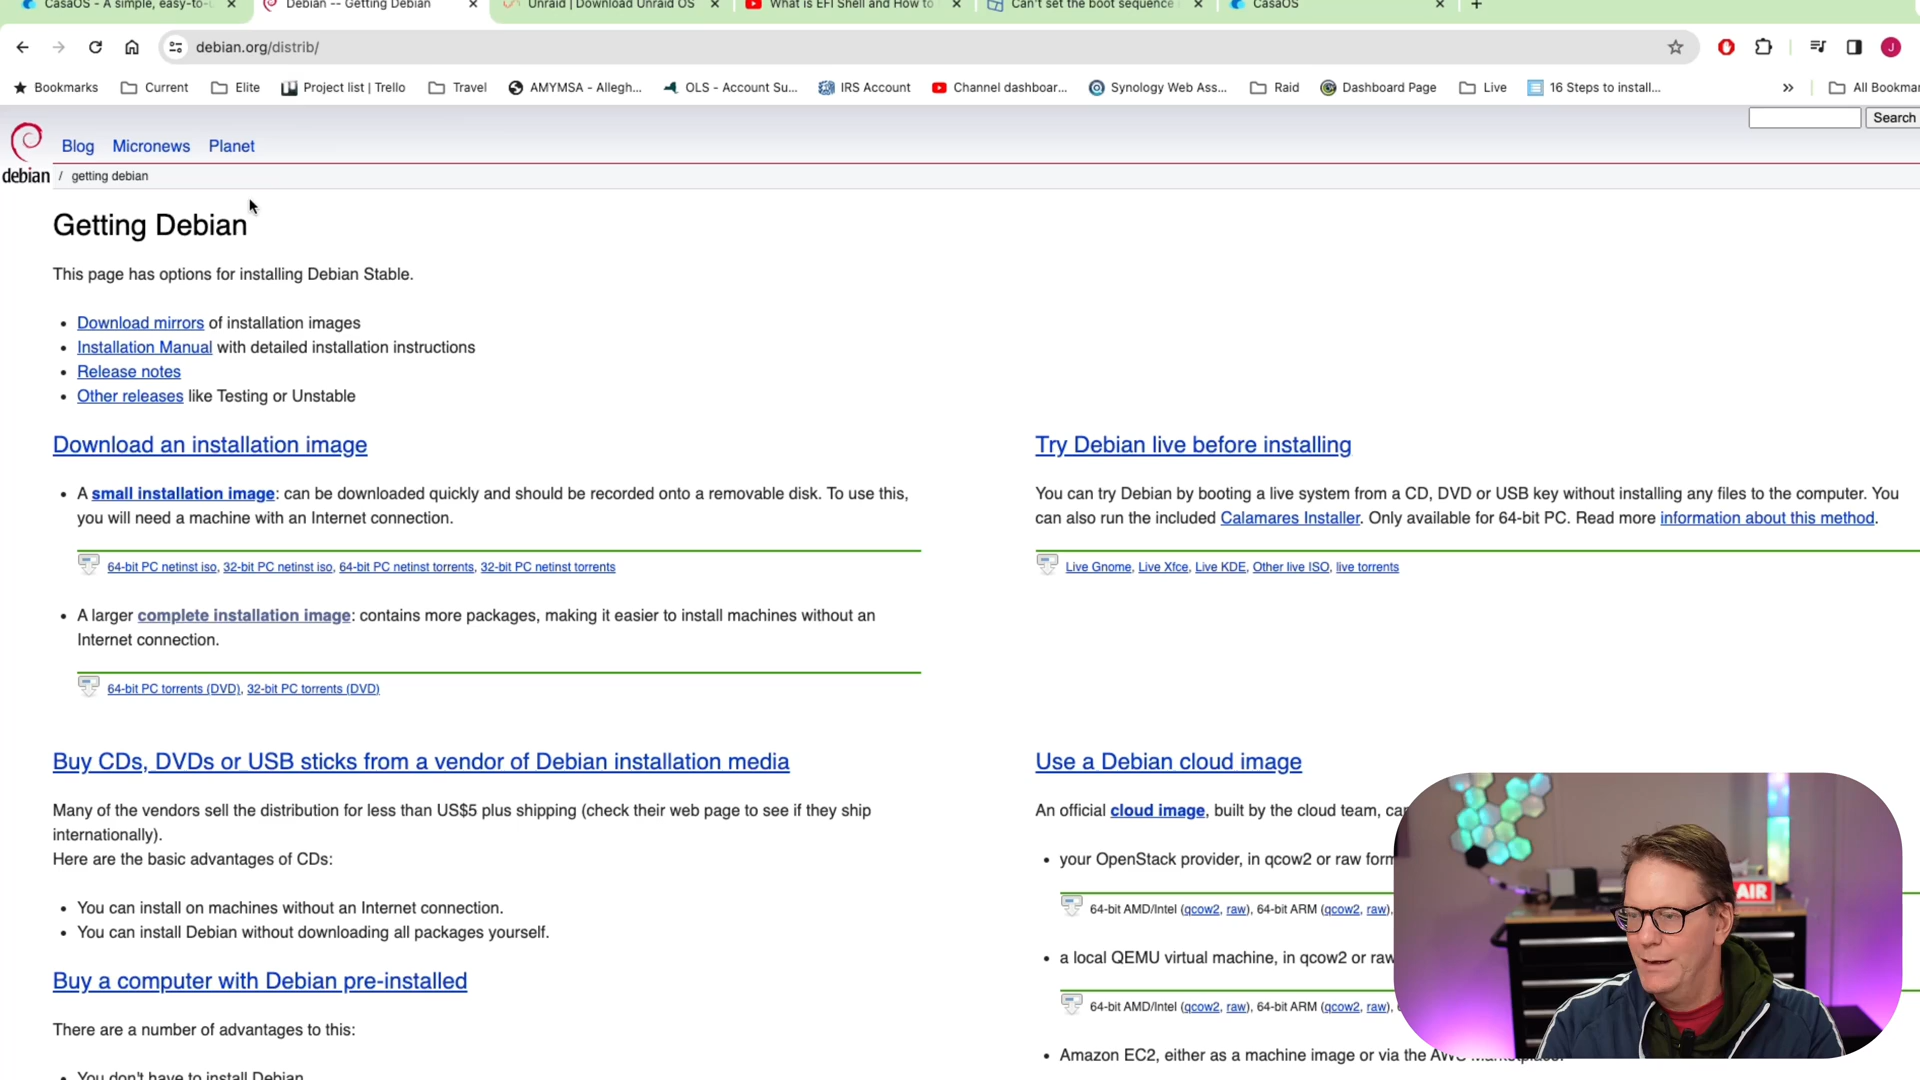 CasaOS - A simple, easy-to-u
Debian -- Getting Debian
Unraid | Download Unraid OS
What is EFI Shell and How to
Can't set the boot sequence
CasaOS
debian.org/distrib/
J
Bookmarks
Current
Elite
Project list | Trello
Travel
AMYMSA - Allegh...
OLS - Account Su...
IRS Account
Channel dashboar...
Synology Web Ass...
Raid
Dashboard Page
Live
16 Steps to install...
»
All Bookmar
Search
Blog
Micronews
Planet
debian
/ getting debian
Getting Debian
This page has options for installing Debian Stable.
• Download mirrors of installation images
• Installation Manual with detailed installation instructions
• Release notes
• Other releases like Testing or Unstable
Download an installation image
• A small installation image: can be downloaded quickly and should be recorded onto a removable disk. To use this,
you will need a machine with an Internet connection.
64-bit PC netinst iso, 32-bit PC netinst iso, 64-bit PC netinst torrents, 32-bit PC netinst torrents
• A larger complete installation image: contains more packages, making it easier to install machines without an
Internet connection.
64-bit PC torrents (DVD), 32-bit PC torrents (DVD)
Try Debian live before installing
You can try Debian by booting a live system from a CD, DVD or USB key without installing any files to the computer. You
can also run the included Calamares Installer. Only available for 64-bit PC. Read more information about this method.
Live Gnome, Live Xfce, Live KDE, Other live ISO, live torrents
Buy CDs, DVDs or USB sticks from a vendor of Debian installation media
Many of the vendors sell the distribution for less than US$5 plus shipping (check their web page to see if they ship
internationally).
Here are the basic advantages of CDs:
• You can install on machines without an Internet connection.
• You can install Debian without downloading all packages yourself.
Buy a computer with Debian pre-installed
There are a number of advantages to this:
• You don't have to install Debian
Use a Debian cloud image
An official cloud image, built by the cloud team, ca
• your OpenStack provider, in qcow2 or raw form
64-bit AMD/Intel (qcow2, raw), 64-bit ARM (qcow2, raw),
• a local QEMU virtual machine, in qcow2 or raw
64-bit AMD/Intel (qcow2, raw), 64-bit ARM (qcow2, raw),
• Amazon EC2, either as a machine image or via the AWS Marketplace.
AIR